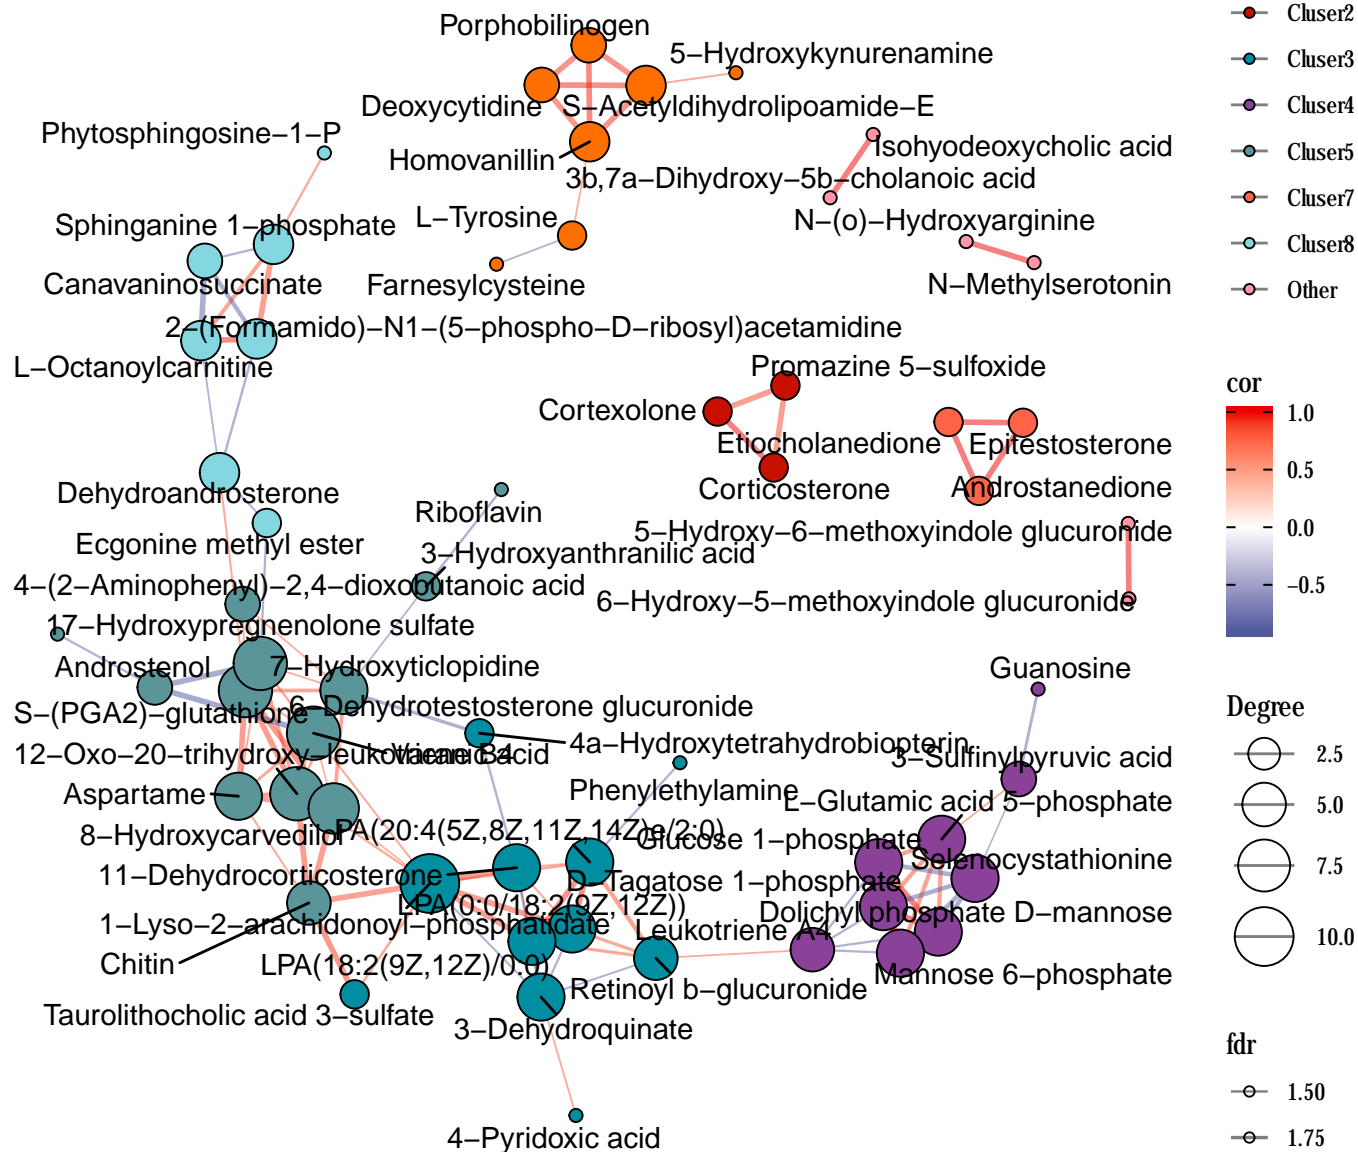 Porphobilinogen
5−Hydroxykynurenamine
Deoxycytidine
S−Acetyldihydrolipoamide−E
Phytosphingosine−1−P
Homovanillin
Isohyodeoxycholic acid
3b,7a−Dihydroxy−5b−cholanoic acid
L−Tyrosine
N−(o)−Hydroxyarginine
Sphinganine 1−phosphate
Canavaninosuccinate
Farnesylcysteine
N−Methylserotonin
2−(Formamido)−N1−(5−phospho−D−ribosyl)acetamidine
L−Octanoylcarnitine
Promazine 5−sulfoxide
Cortexolone
Etiocholanedione
Epitestosterone
Corticosterone
Androstanedione
Dehydroandrosterone
Riboflavin
5−Hydroxy−6−methoxyindole glucuronide
Ecgonine methyl ester
3−Hydroxyanthranilic acid
4−(2−Aminophenyl)−2,4−dioxobutanoic acid
6−Hydroxy−5−methoxyindole glucuronide
17−Hydroxypregnenolone sulfate
Androstenol
7−Hydroxyticlopidine
Guanosine
S−(PGA2)−glutathione
6−Dehydrotestosterone glucuronide
4a−Hydroxytetrahydrobiopterin
12−Oxo−20−trihydroxy−leukotriene B4
3−Sulfinylpyruvic acid
Aspartame
Phenylethylamine
L−Glutamic acid 5−phosphate
8−Hydroxycarvedilol
PA(20:4(5Z,8Z,11Z,14Z)e/2:0)
Glucose 1−phosphate
Selenocystathionine
11−Dehydrocorticosterone
D−Tagatose 1−phosphate
LPA(0:0/18:2(9Z,12Z))
Dolichyl phosphate D−mannose
1−Lyso−2−arachidonoyl−phosphatidate
Leukotriene A4
Chitin
LPA(18:2(9Z,12Z)/0:0)
Mannose 6−phosphate
Retinoyl b−glucuronide
Taurolithocholic acid 3−sulfate
3−Dehydroquinate
4−Pyridoxic acid
Cluser2
Cluser3
Cluser4
Cluser5
Cluser7
Cluser8
Other
cor
1.0
0.5
0.0
−0.5
Degree
2.5
5.0
7.5
10.0
fdr
1.50
1.75